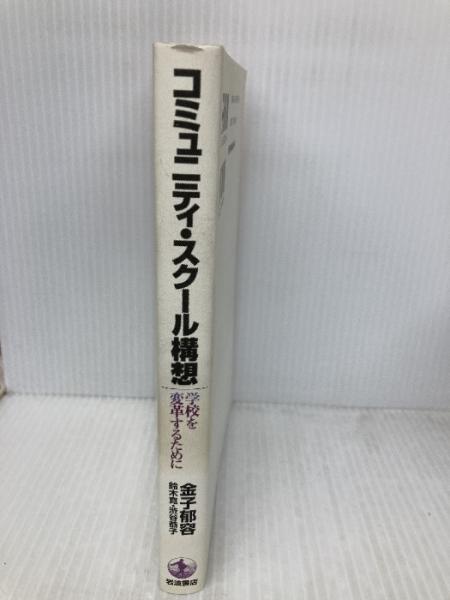 コミュニティ・スクール構想
学校を
変革するために
金子郁容
鈴木寛・渋谷恭子
岩波書店